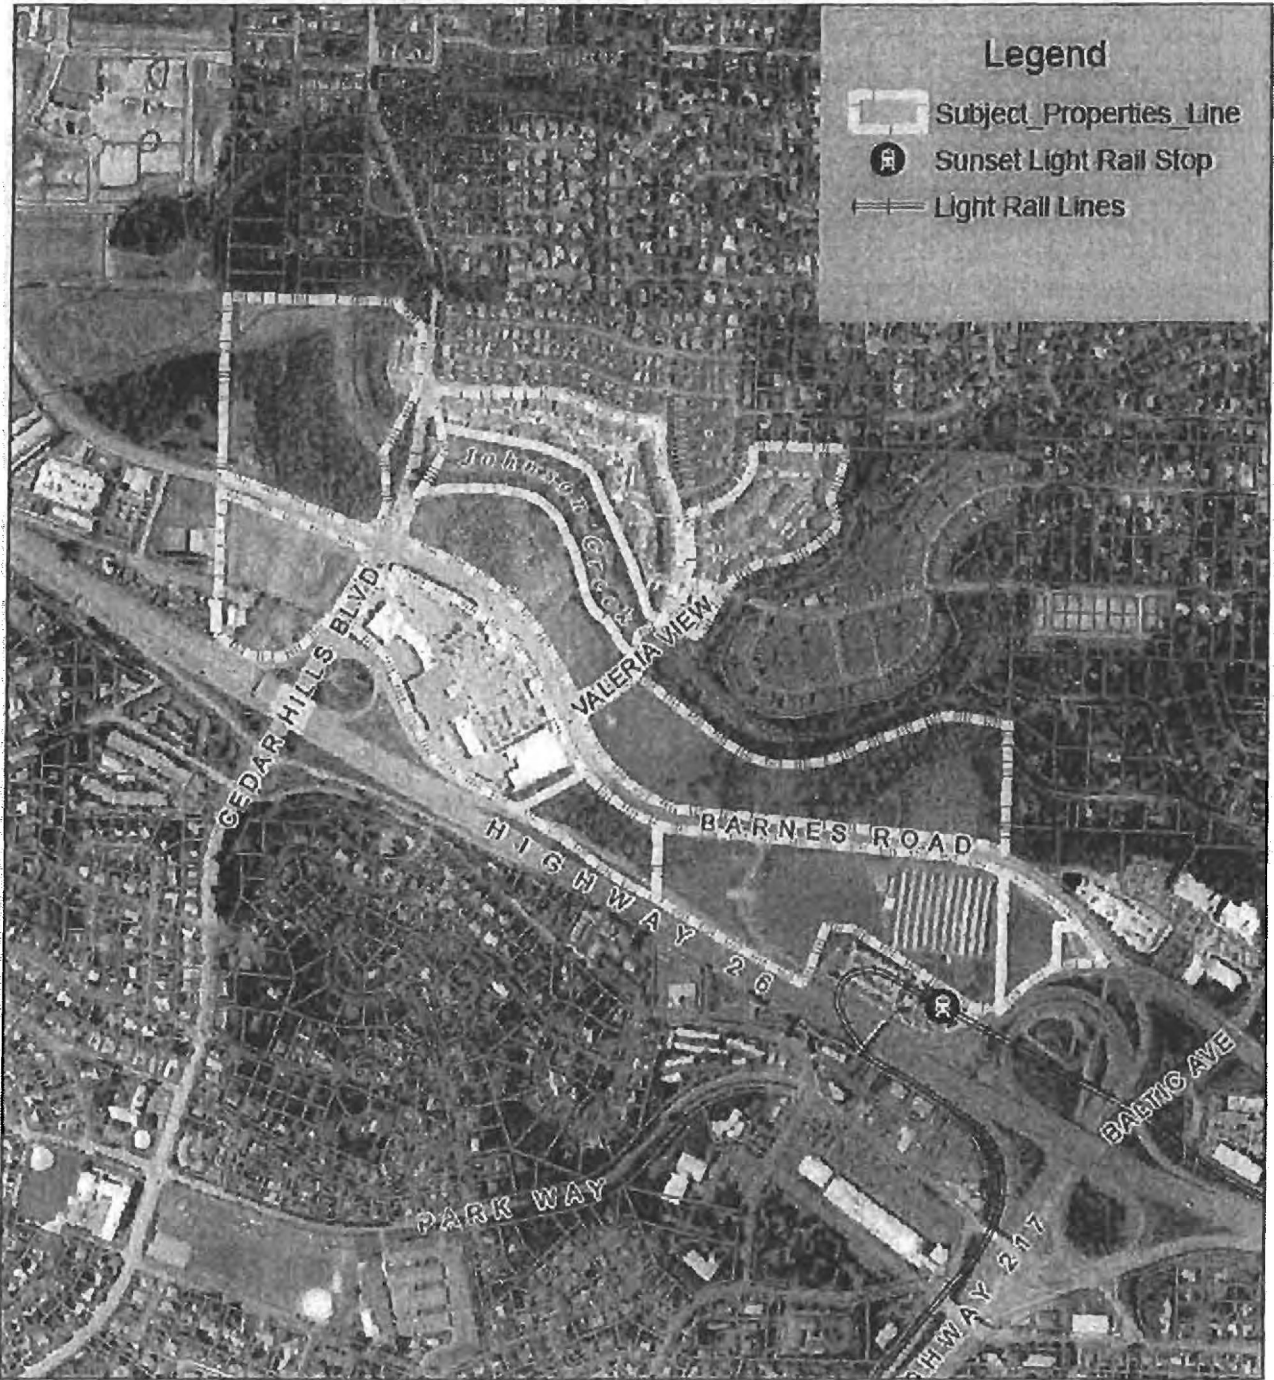 Legend
Subject_Properties_Line
Sunset Light Rail Stop
Light Rail Lines
Johnson Creek
CEDAR HILLS BLVD
VALERIA VIEW
BARNES ROAD
HIGHWAY 26
BALTIC AVE
PARK WAY
HWAY 217